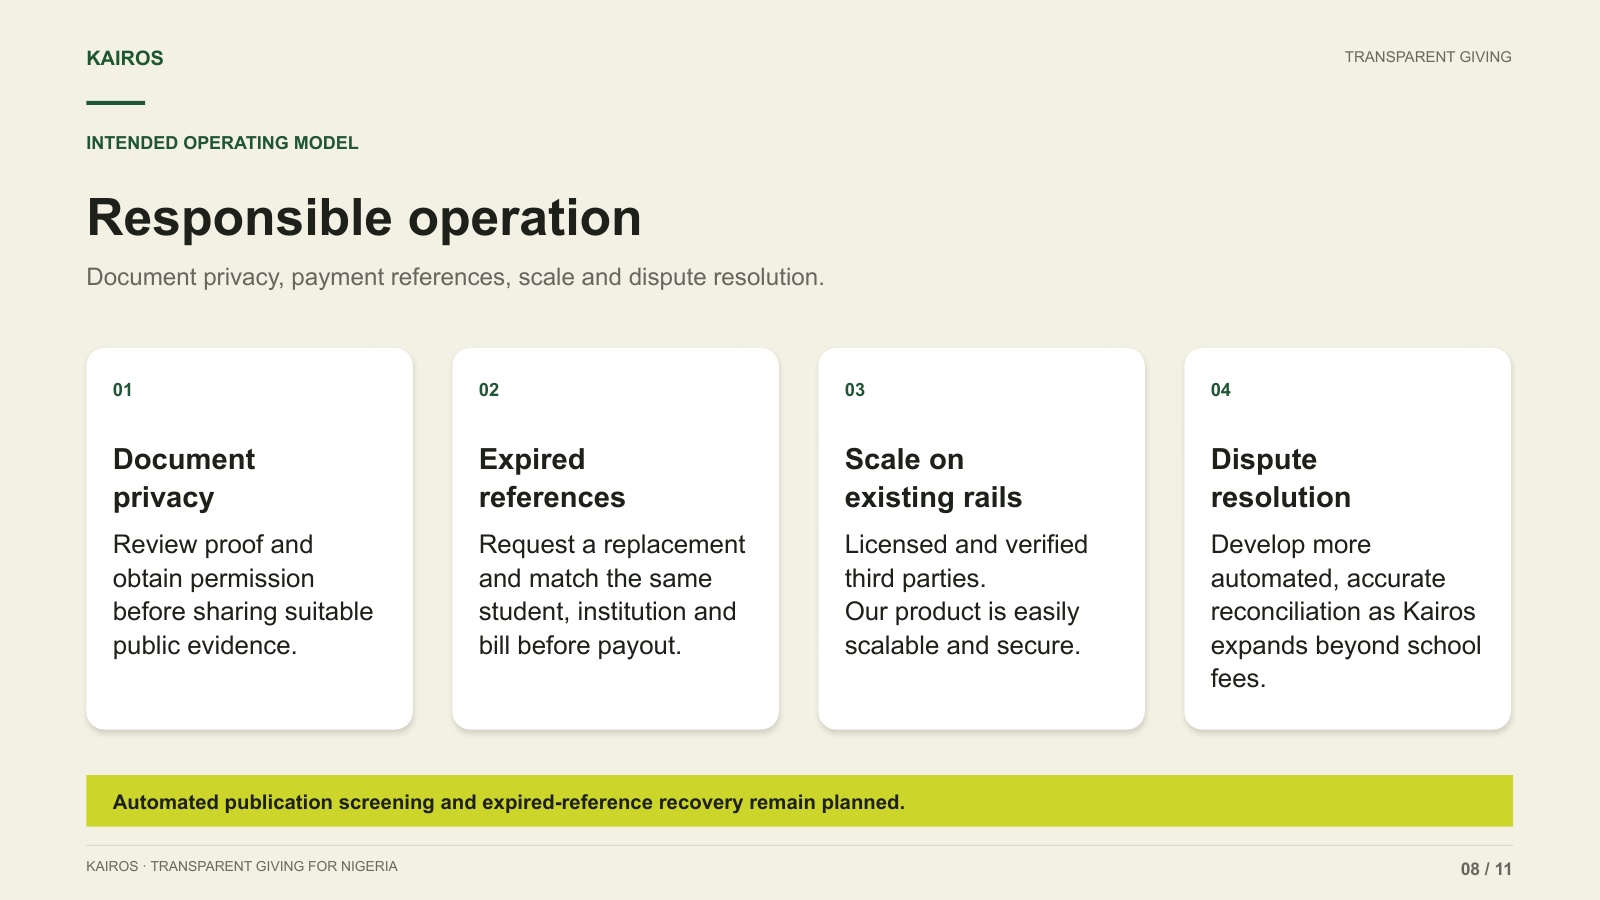 KAIROS
TRANSPARENT GIVING
INTENDED OPERATING MODEL
Responsible operation
Document privacy, payment references, scale and dispute resolution.
01
Document
privacy
Review proof and
obtain permission
before sharing suitable
public evidence.
02
Expired
references
Request a replacement
and match the same
student, institution and
bill before payout.
03
Scale on
existing rails
Licensed and verified
third parties.
Our product is easily
scalable and secure.
04
Dispute
resolution
Develop more
automated, accurate
reconciliation as Kairos
expands beyond school
fees.
Automated publication screening and expired-reference recovery remain planned.
KAIROS · TRANSPARENT GIVING FOR NIGERIA
08 / 11